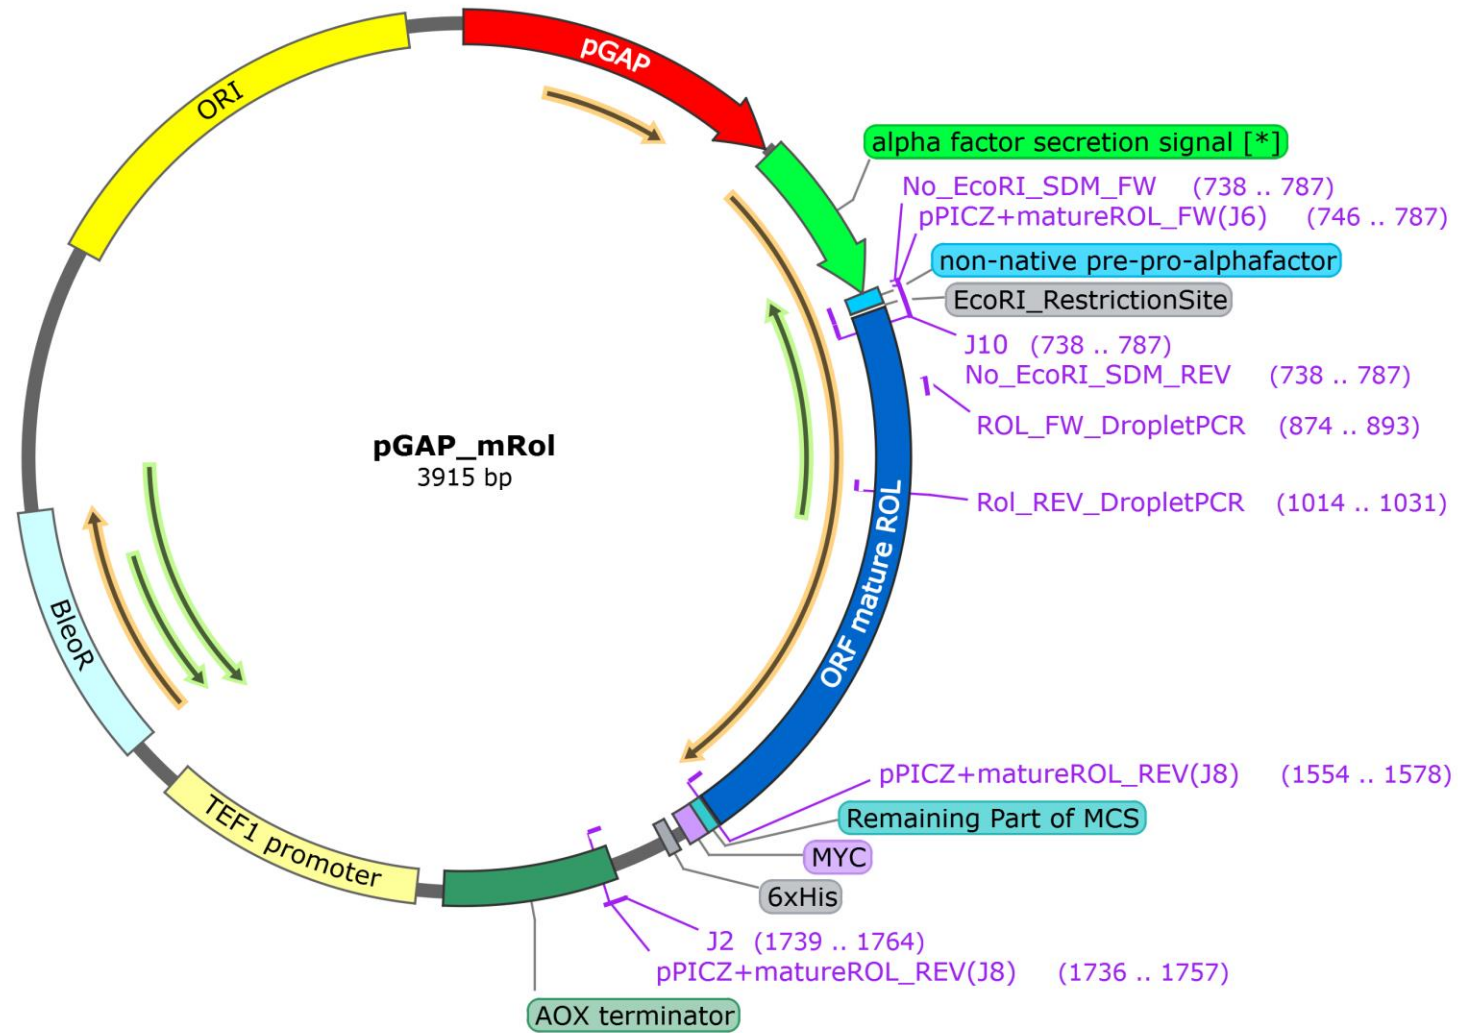 pGAP
ORI
alpha factor secretion signal [*]
No_EcoRI_SDM_FW (738 .. 787)
pPICZ+matureROL_FW(J6) (746 .. 787)
non-native pre-pro-alphafactor
EcoRI_RestrictionSite
J10 (738 .. 787)
No_EcoRI_SDM_REV (738 .. 787)
ROL_FW_DropletPCR (874 .. 893)
pGAP_mRol
3915 bp
Rol_REV_DropletPCR (1014 .. 1031)
ORF mature ROL
BleoR
pPICZ+matureROL_REV(J8) (1554 .. 1578)
Remaining Part of MCS
TEF1 promoter
MYC
6xHis
J2 (1739 .. 1764)
pPICZ+matureROL_REV(J8) (1736 .. 1757)
AOX terminator